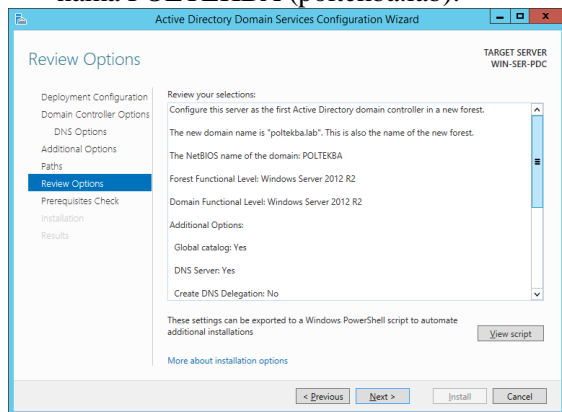 nama POLTEKBA (poltekba.lab).
Active Directory Domain Services Configuration Wizard
Review Options
TARGET SERVER
WIN-SER-PDC
Deployment Configuration
Domain Controller Options
DNS Options
Additional Options
Paths
Review Options
Prerequisites Check
Installation
Results
Review your selections:
Configure this server as the first Active Directory domain controller in a new forest.
The new domain name is "poltekba.lab". This is also the name of the new forest.
The NetBIOS name of the domain: POLTEKBA
Forest Functional Level: Windows Server 2012 R2
Domain Functional Level: Windows Server 2012 R2
Additional Options:
Global catalog: Yes
DNS Server: Yes
Create DNS Delegation: No
These settings can be exported to a Windows PowerShell script to automate
additional installations
View script
More about installation options
< Previous
Next >
Install
Cancel